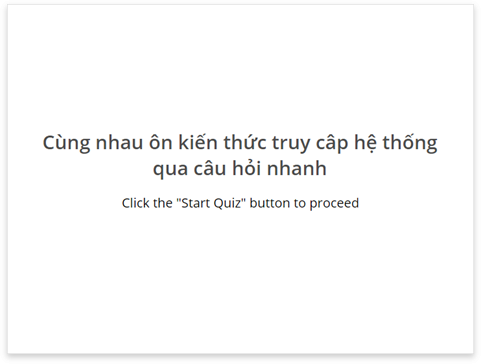 Cùng nhau ôn kiến thức truy câp hệ thống
qua câu hỏi nhanh
Click the "Start Quiz" button to proceed